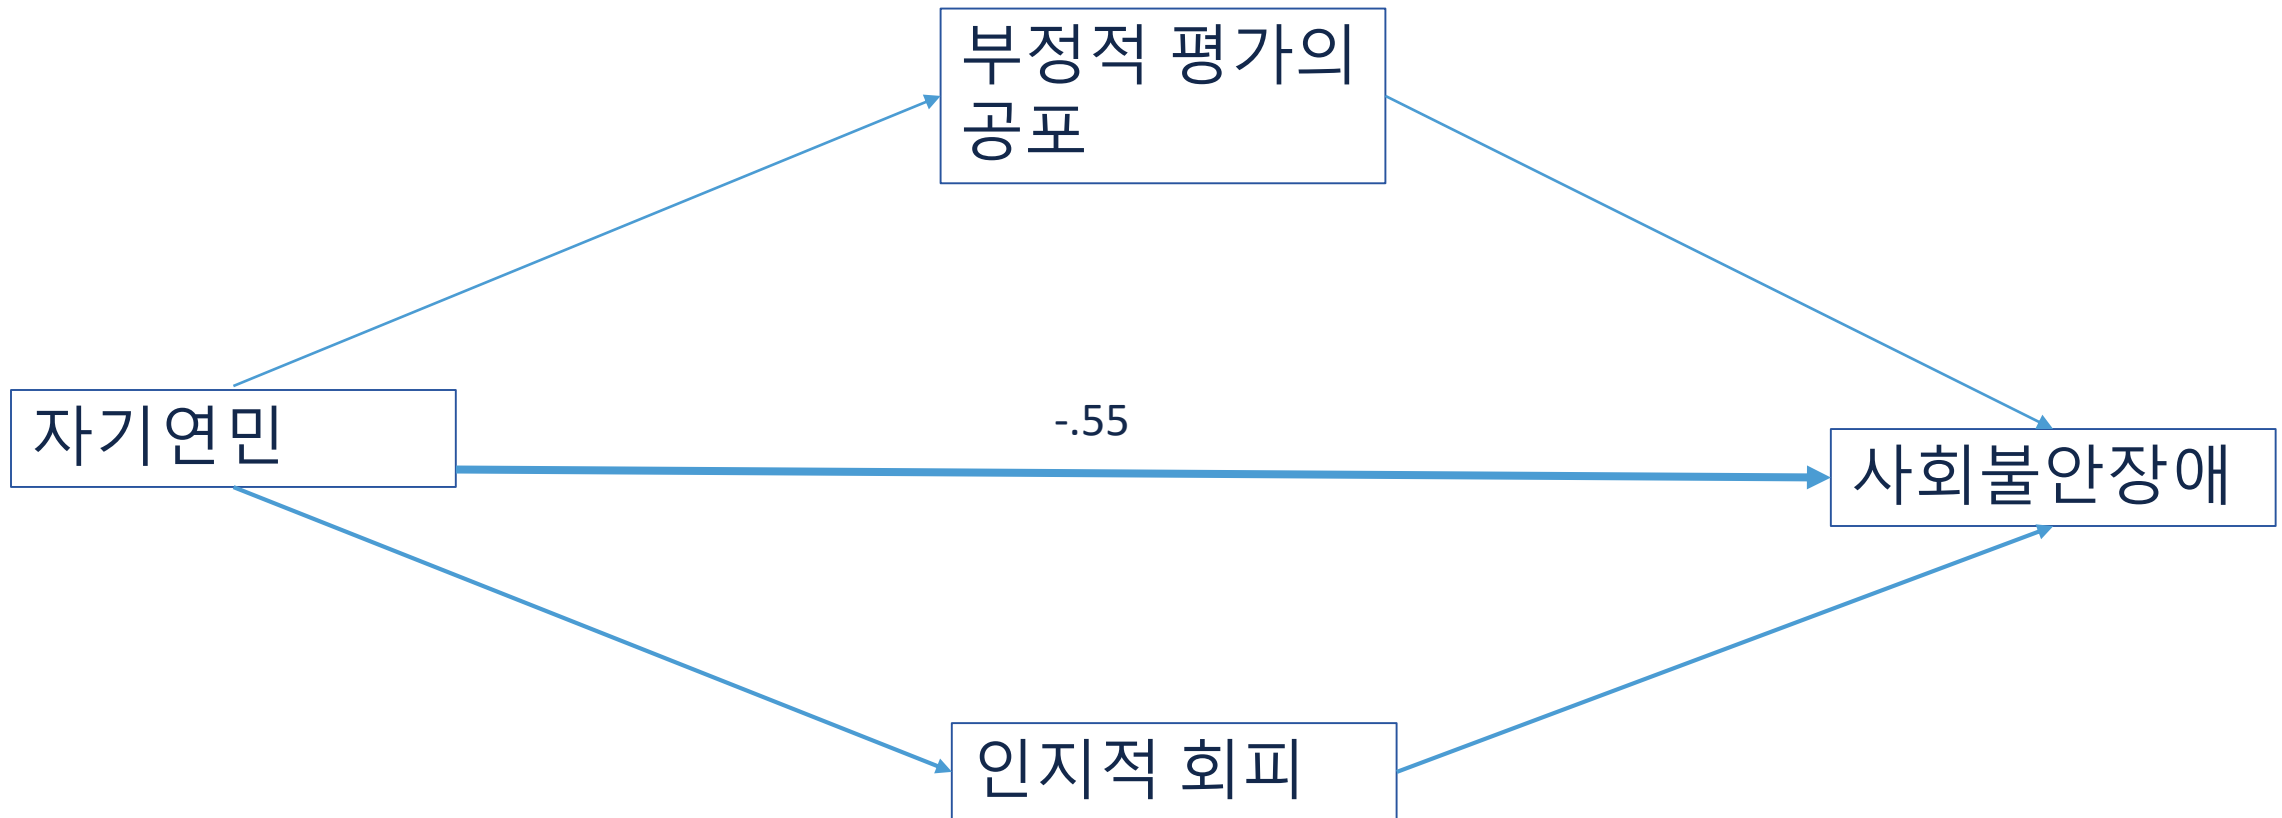 부정적 평가의
공포
자기연민
-.55
사회불안장애
인지적 회피